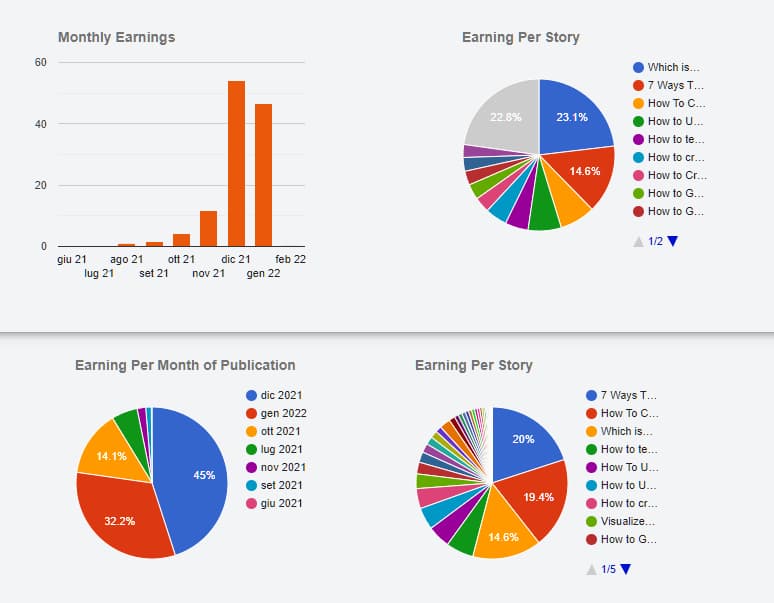 Monthly Earnings
60
40
20
0
giu 21
lug 21
ago 21
set 21
ott 21
nov 21
dic 21
gen 22
feb 22
Earning Per Story
22.8%
23.1%
14.6%
Which is...
7 Ways T...
How To C...
How to U...
How to te...
How to cr...
How to Cr...
How to G...
How to G...
1/2
Earning Per Month of Publication
45%
32.2%
14.1%
dic 2021
gen 2022
ott 2021
lug 2021
nov 2021
set 2021
giu 2021
Earning Per Story
20%
19.4%
14.6%
7 Ways T...
How To C...
Which is...
How to te...
How To U...
How to U...
How to cr...
Visualize...
How to G...
1/5